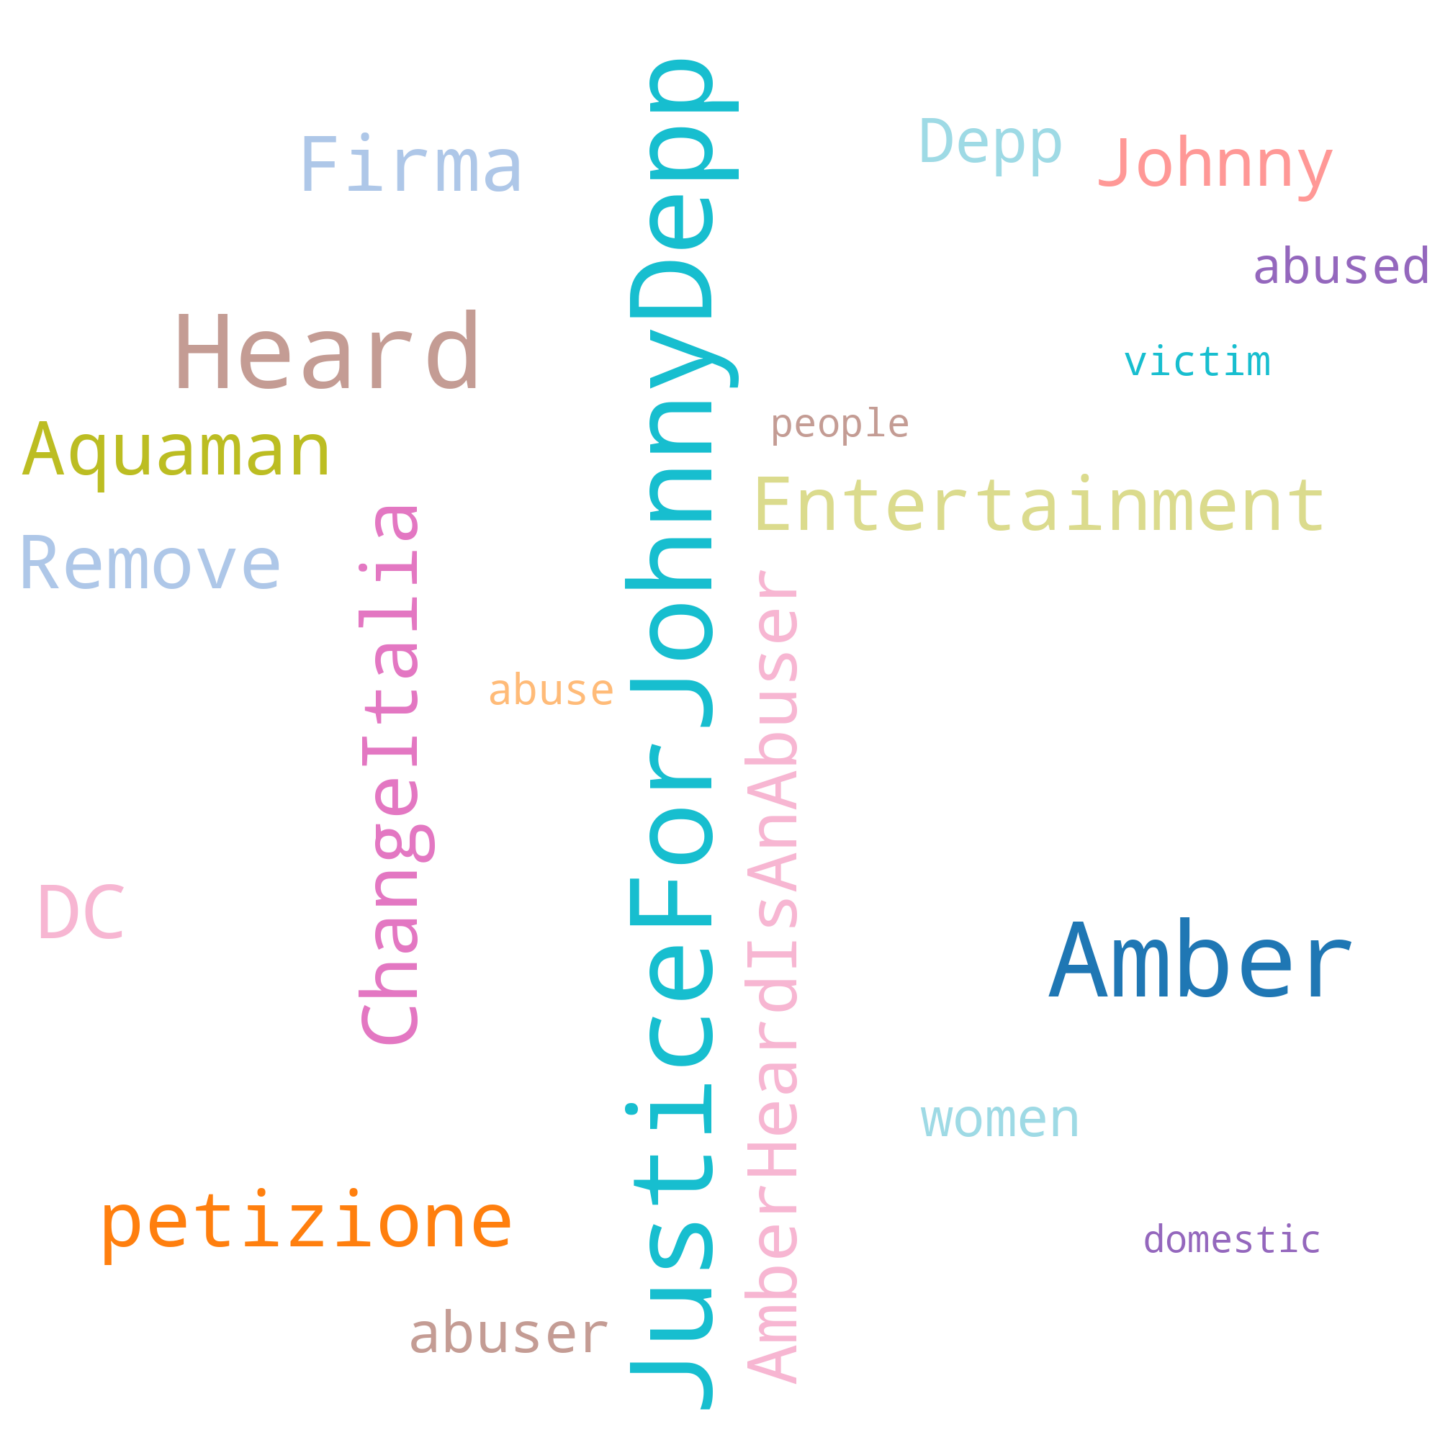 JusticeForJohnnyDepp
Firma
Depp
Johnny
abused
Heard
victim
people
Aquaman
Entertainment
Remove
ChangeItalia
AmberHeardIsAnAbuser
abuse
DC
Amber
women
petizione
domestic
abuser